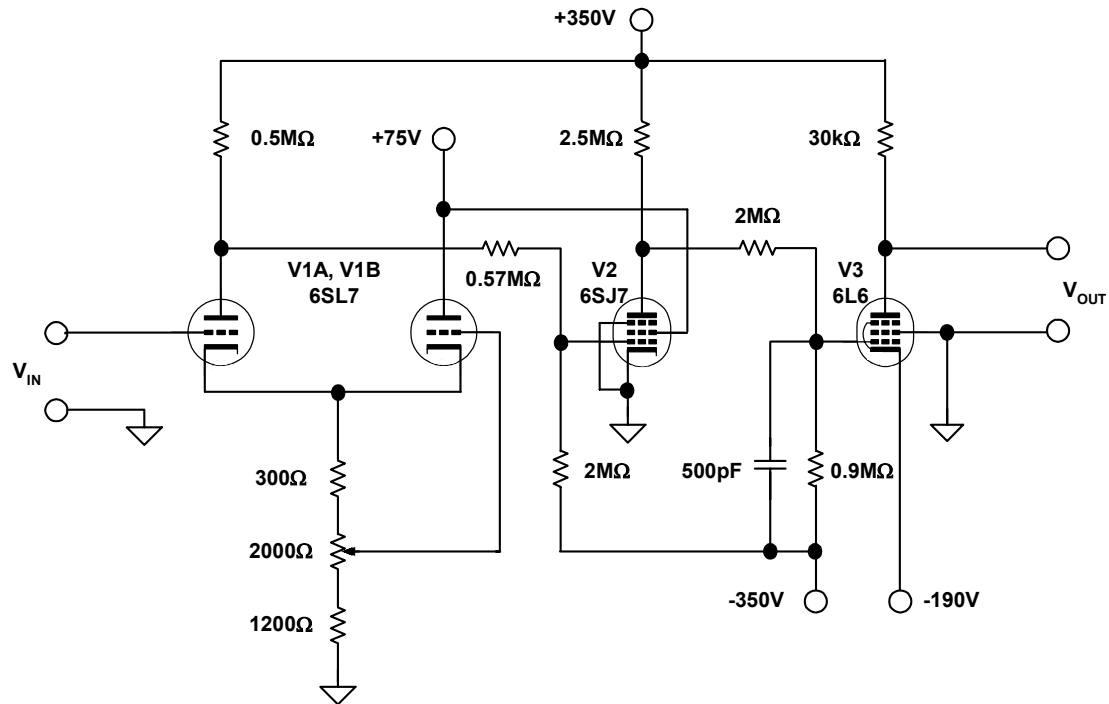 +350V
0.5MΩ
+75V
2.5MΩ
30kΩ
2MΩ
V1A, V1B
6SL7
0.57MΩ
V2
6SJ7
V3
6L6
VOUT
VIN
300Ω
2000Ω
1200Ω
2MΩ
500pF
0.9MΩ
-350V
-190V